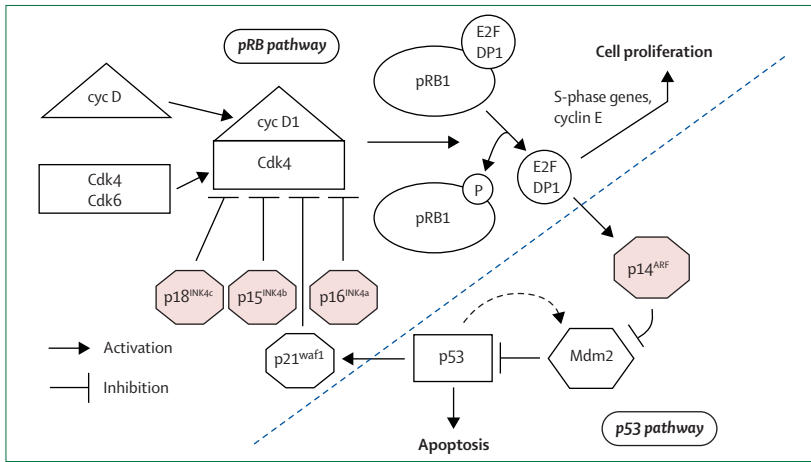 pRB pathway
E2F
DP1
pRB1
Cell proliferation
cyc D
cyc D1
S-phase genes,
cyclin E
Cdk4
Cdk4
Cdk6
E2F
DP1
P
pRB1
p14ARF
p18INK4c
p15INK4b
p16INK4a
Activation
p21waf1
p53
Mdm2
Inhibition
Apoptosis
p53 pathway